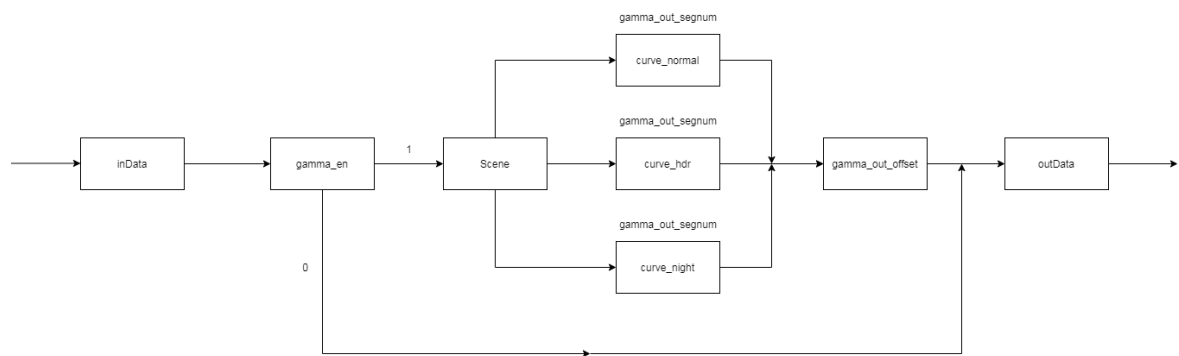 gamma_out_segnum
curve_normal
gamma_out_segnum
inData
gamma_en
1
Scene
curve_hdr
gamma_out_offset
outData
gamma_out_segnum
0
curve_night